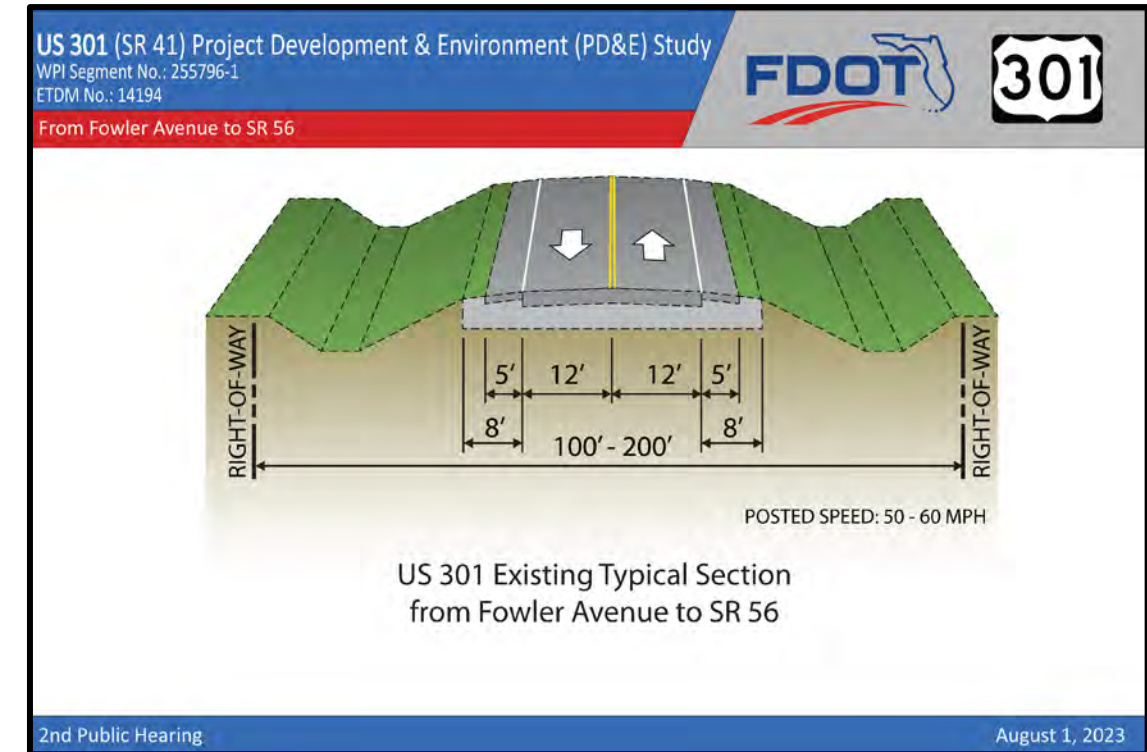 US 301 (SR 41) Project Development & Environment (PD&E) Study
WPI Segment No.: 255796-1
ETDM No.: 14194
From Fowler Avenue to SR 56
FDOT
301
5' 12' 12' 5'
8' 8'
100' - 200'
RIGHT-OF-WAY
RIGHT-OF-WAY
POSTED SPEED: 50 - 60 MPH
US 301 Existing Typical Section
from Fowler Avenue to SR 56
2nd Public Hearing
August 1, 2023